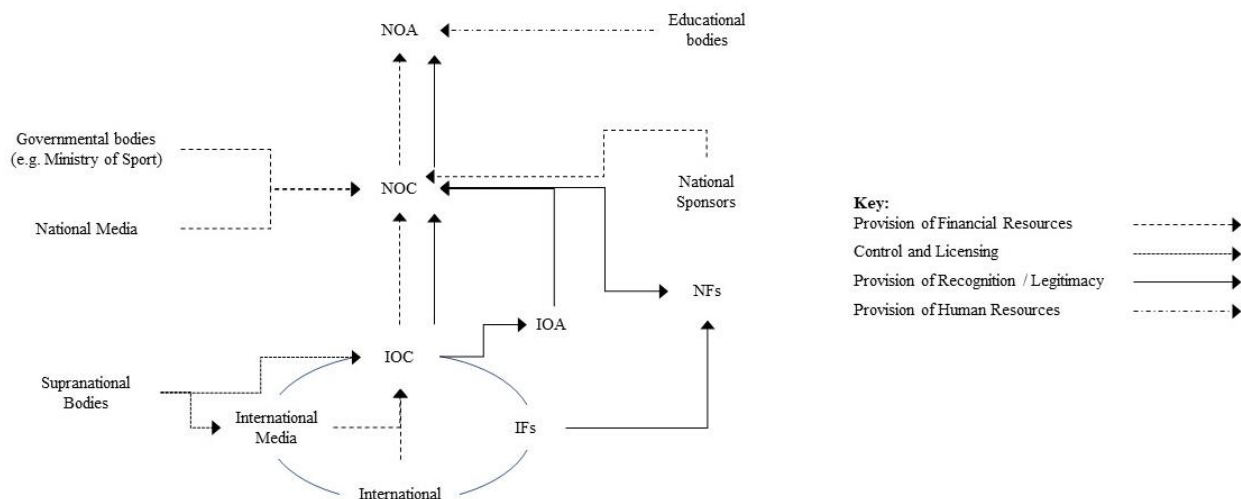 NOA
Educational
bodies
Governmental bodies
(e.g. Ministry of Sport)
NOC
National
Sponsors
National Media
Key:
Provision of Financial Resources
Control and Licensing
Provision of Recognition / Legitimacy
Provision of Human Resources
NFs
IOA
IOC
Supranational
Bodies
International
Media
IFs
International